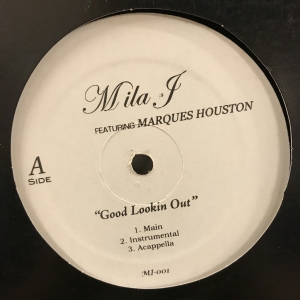 Mila J
FEATURING MARQUES HOUSTON
A
SIDE
"Good Lookin Out"
1. Main
2. Instrumental
3. Acappella
MJ-001